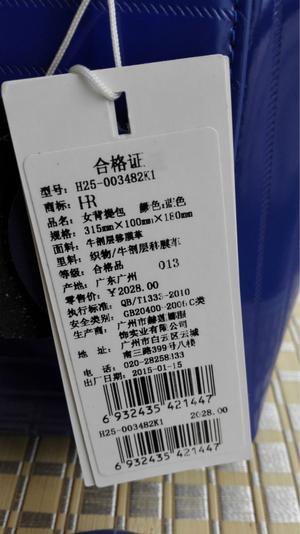 合格证
型号: H25-003482K1
商标: HR
品名: 女背提包 颜色:蓝色
规格: 315mm×100mm×180mm
面料: 牛剖层移膜革
里料: 织物/牛剖层移膜革
等级: 合格品 013
产地: 广东广州
零售价: ￥2028.00
执行标准: QB/T1333-2010
安全类别: GB20400-2006C类
生产商: 广州市
饰实业有限公司
地址: 广州市白云区云城
南三路399号八楼
电话: 020-28258133
出厂日期: 2015-01-15
6 932435 421447
H25-003482K1 2028.00
6 932435 421447